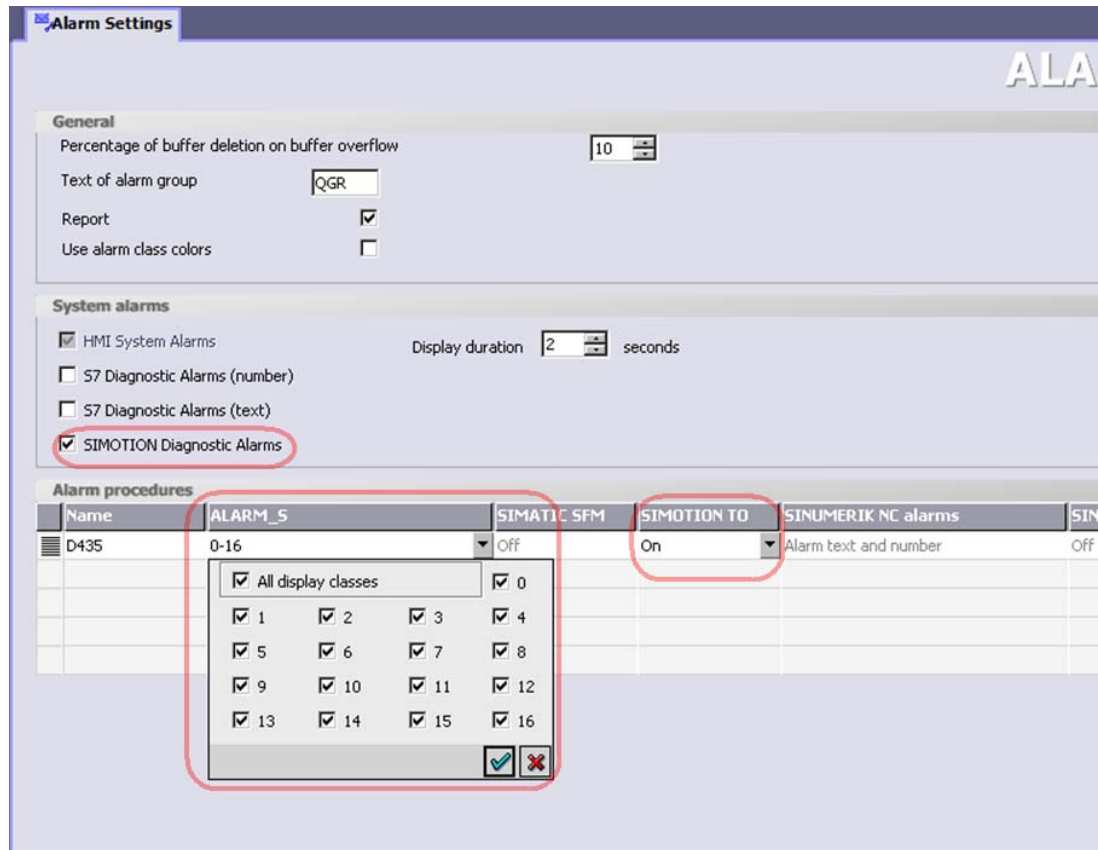 Alarm Settings
ALA
General
Percentage of buffer deletion on buffer overflow 10
Text of alarm group QGR
Report
Use alarm class colors
System alarms
HMI System Alarms Display duration 2 seconds
S7 Diagnostic Alarms (number)
S7 Diagnostic Alarms (text)
SIMOTION Diagnostic Alarms
Alarm procedures
Name ALARM_S SIMATIC SFM SIMOTION TO SINUMERIK NC alarms SIN
D435 0-16 Off On Alarm text and number Off
All display classes 0
1 2 3 4
5 6 7 8
9 10 11 12
13 14 15 16